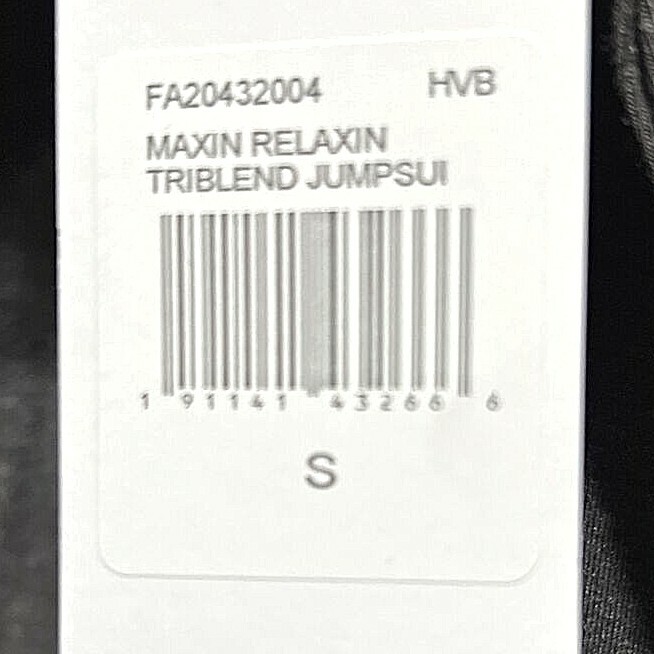 FA20432004 HVB
MAXIN RELAXIN
TRIBLEND JUMPSUI
1 91141 43266 6
S